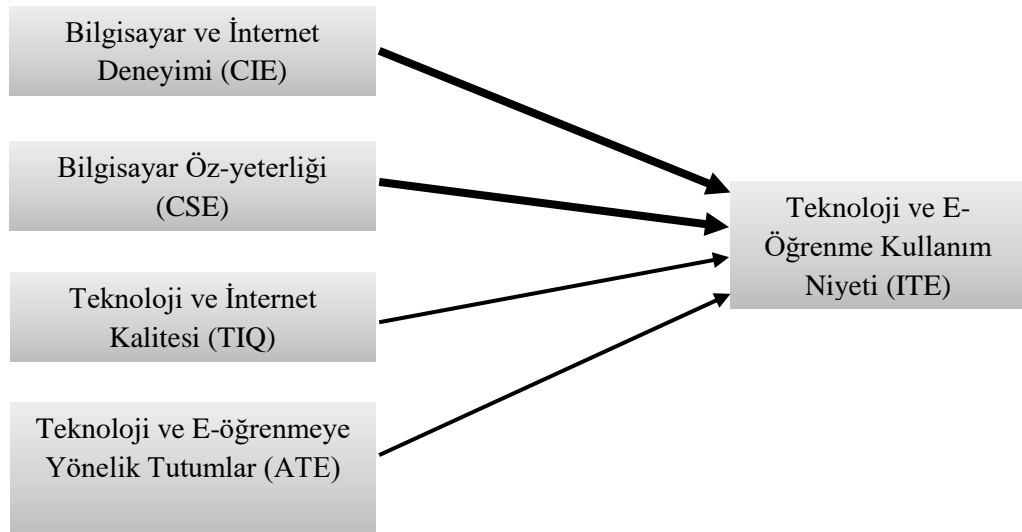 Bilgisayar ve İnternet
Deneyimi (CIE)
Bilgisayar Öz-yeterliği
(CSE)
Teknoloji ve İnternet
Kalitesi (TIQ)
Teknoloji ve E-öğrenmeye
Yönelik Tutumlar (ATE)
Teknoloji ve E-
Öğrenme Kullanım
Niyeti (ITE)